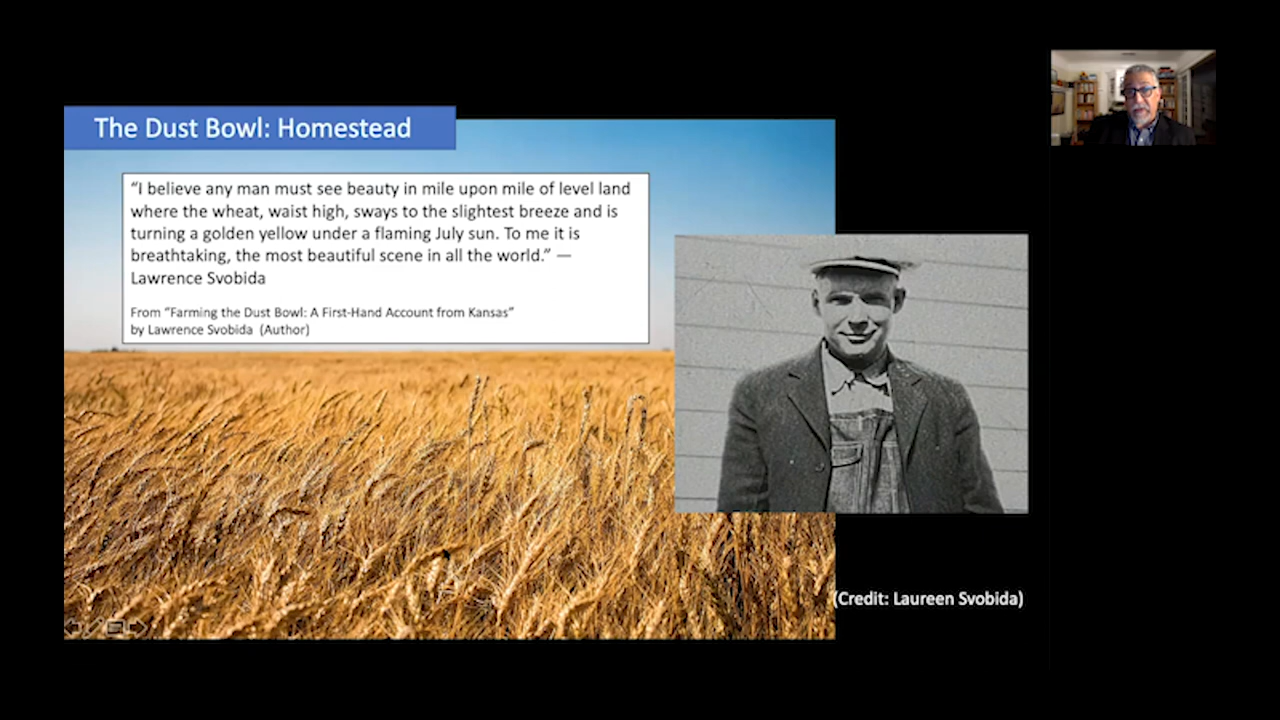 The Dust Bowl: Homestead
“I believe any man must see beauty in mile upon mile of level land
where the wheat, waist high, sways to the slightest breeze and is
turning a golden yellow under a flaming July sun. To me it is
breathtaking, the most beautiful scene in all the world.” —
Lawrence Svobida
From “Farming the Dust Bowl: A First-Hand Account from Kansas”
by Lawrence Svobida (Author)
(Credit: Laureen Svobida)